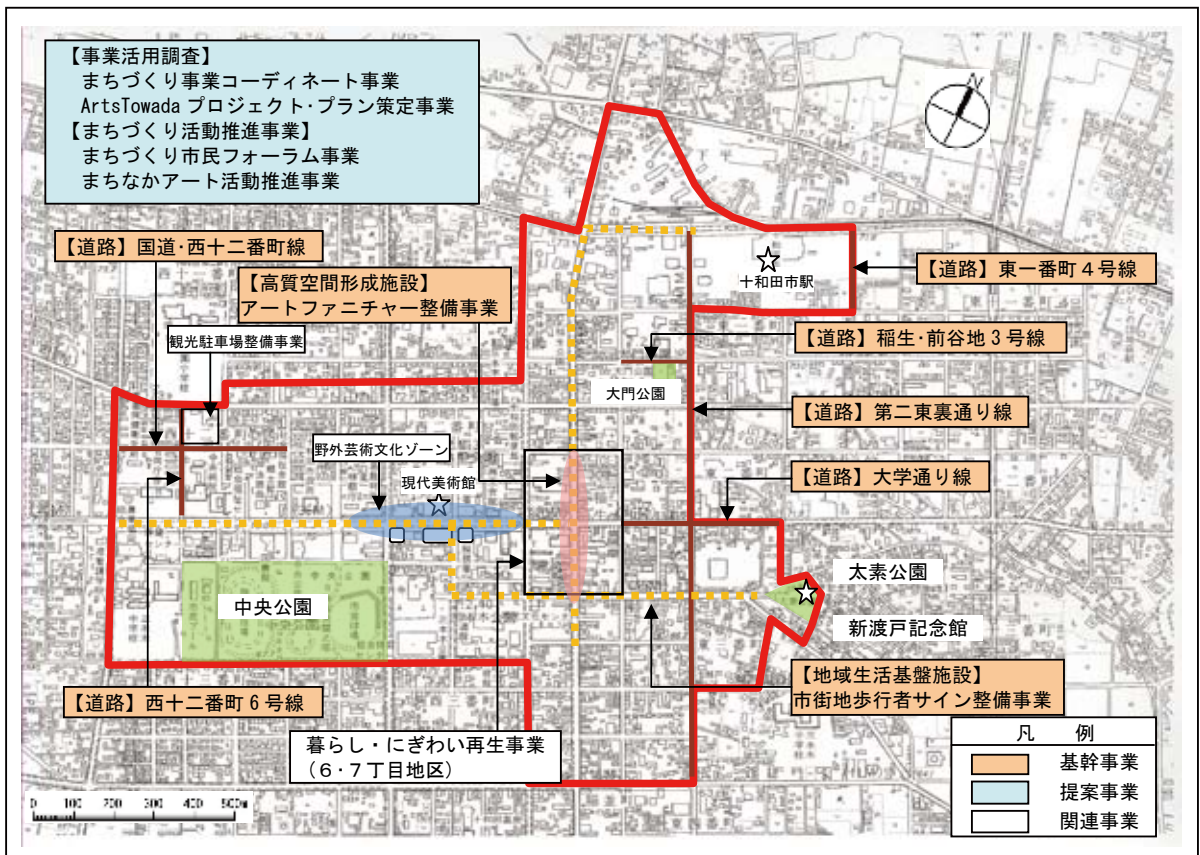 【事業活用調査】
まちづくり事業コーディネート事業
ArtsTowada プロジェクト・プラン策定事業
【まちづくり活動推進事業】
まちづくり市民フォーラム事業
まちなかアート活動推進事業
N
【道路】国道・西十二番町線
【高質空間形成施設】
アートファニチャー整備事業
観光駐車場整備事業
十和田市駅
【道路】東一番町４号線
【道路】稲生・前谷地３号線
大門公園
【道路】第二東裏通り線
野外芸術文化ゾーン
現代美術館
【道路】大学通り線
太素公園
新渡戸記念館
中央公園
【地域生活基盤施設】
市街地歩行者サイン整備事業
【道路】西十二番町６号線
暮らし・にぎわい再生事業
（６・７丁目地区）
凡　例
基幹事業
提案事業
関連事業
0 100 200 300 400 500m